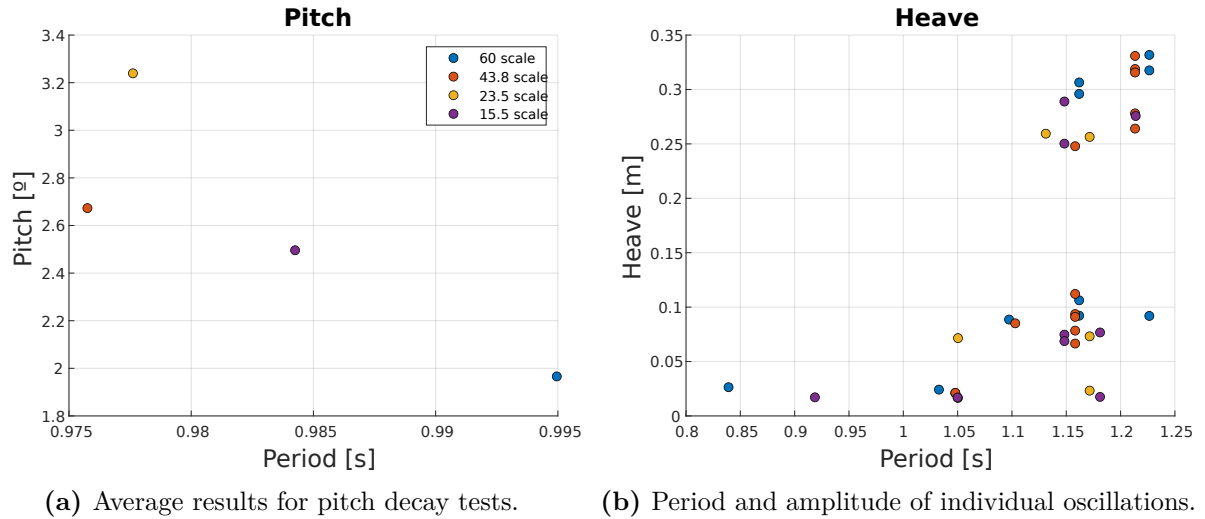 Pitch
3.4
3.2
3
2.8
2.6
2.4
2.2
2
1.8
Pitch [º]
60 scale
43.8 scale
23.5 scale
15.5 scale
0.975
0.98
0.985
0.99
0.995
Period [s]
(a) Average results for pitch decay tests.
Heave
0.35
0.3
0.25
0.2
0.15
0.1
0.05
0
Heave [m]
0.8
0.85
0.9
0.95
1
1.05
1.1
1.15
1.2
1.25
Period [s]
(b) Period and amplitude of individual oscillations.